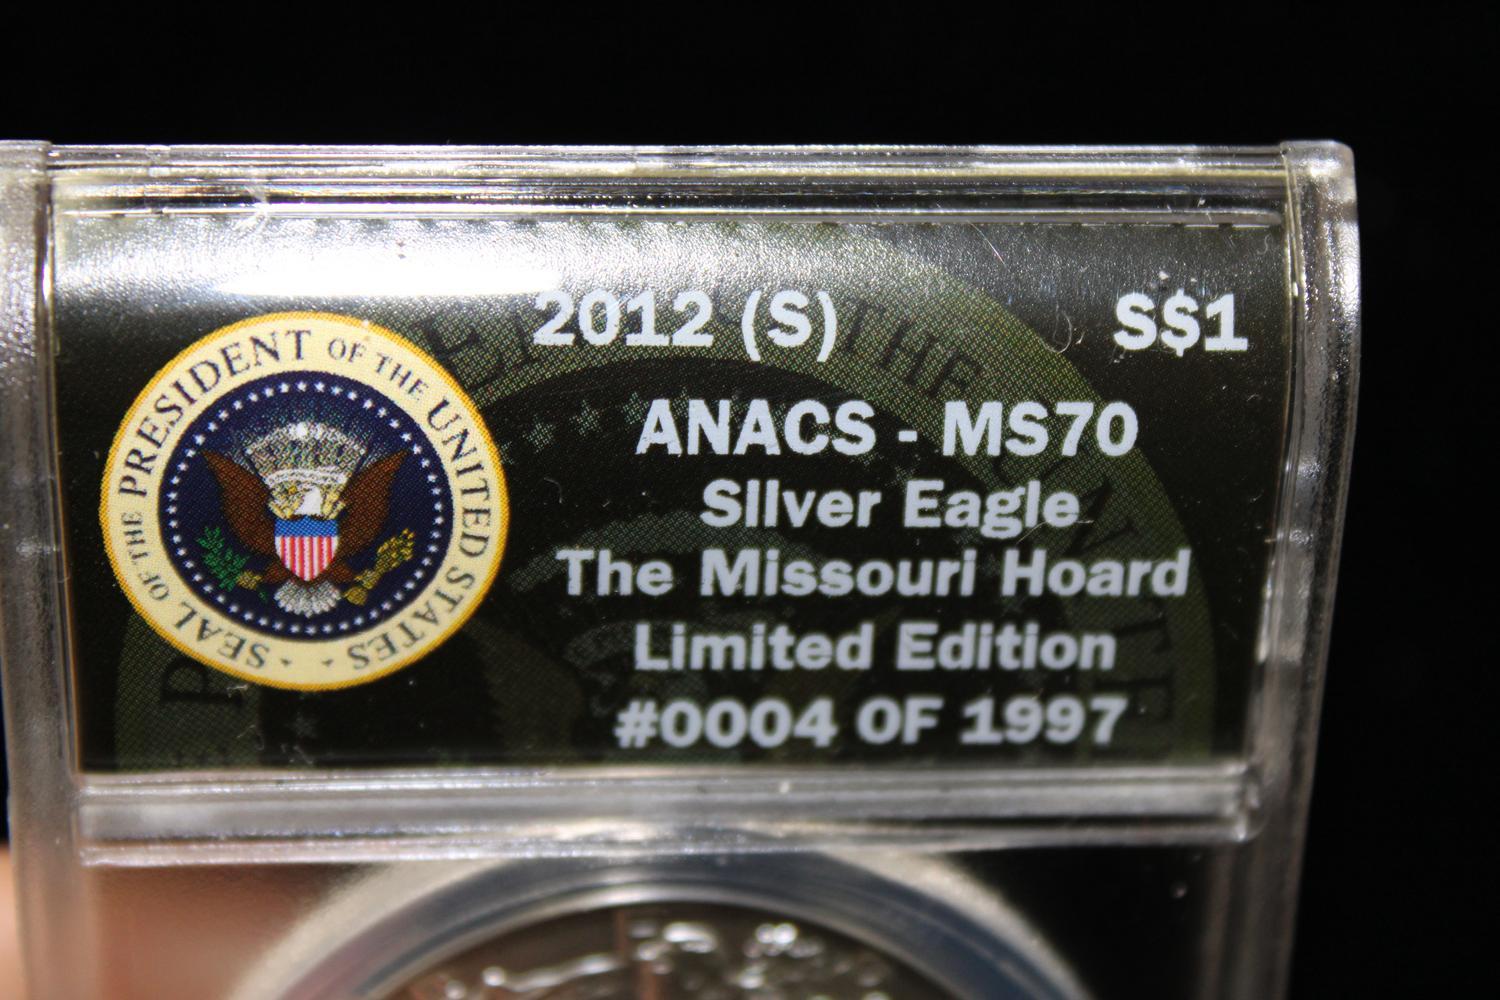 2012 (S) S$1
ANACS - MS70
Silver Eagle
The Missouri Hoard
Limited Edition
#0004 OF 1997
SEAL OF THE PRESIDENT OF THE UNITED STATES